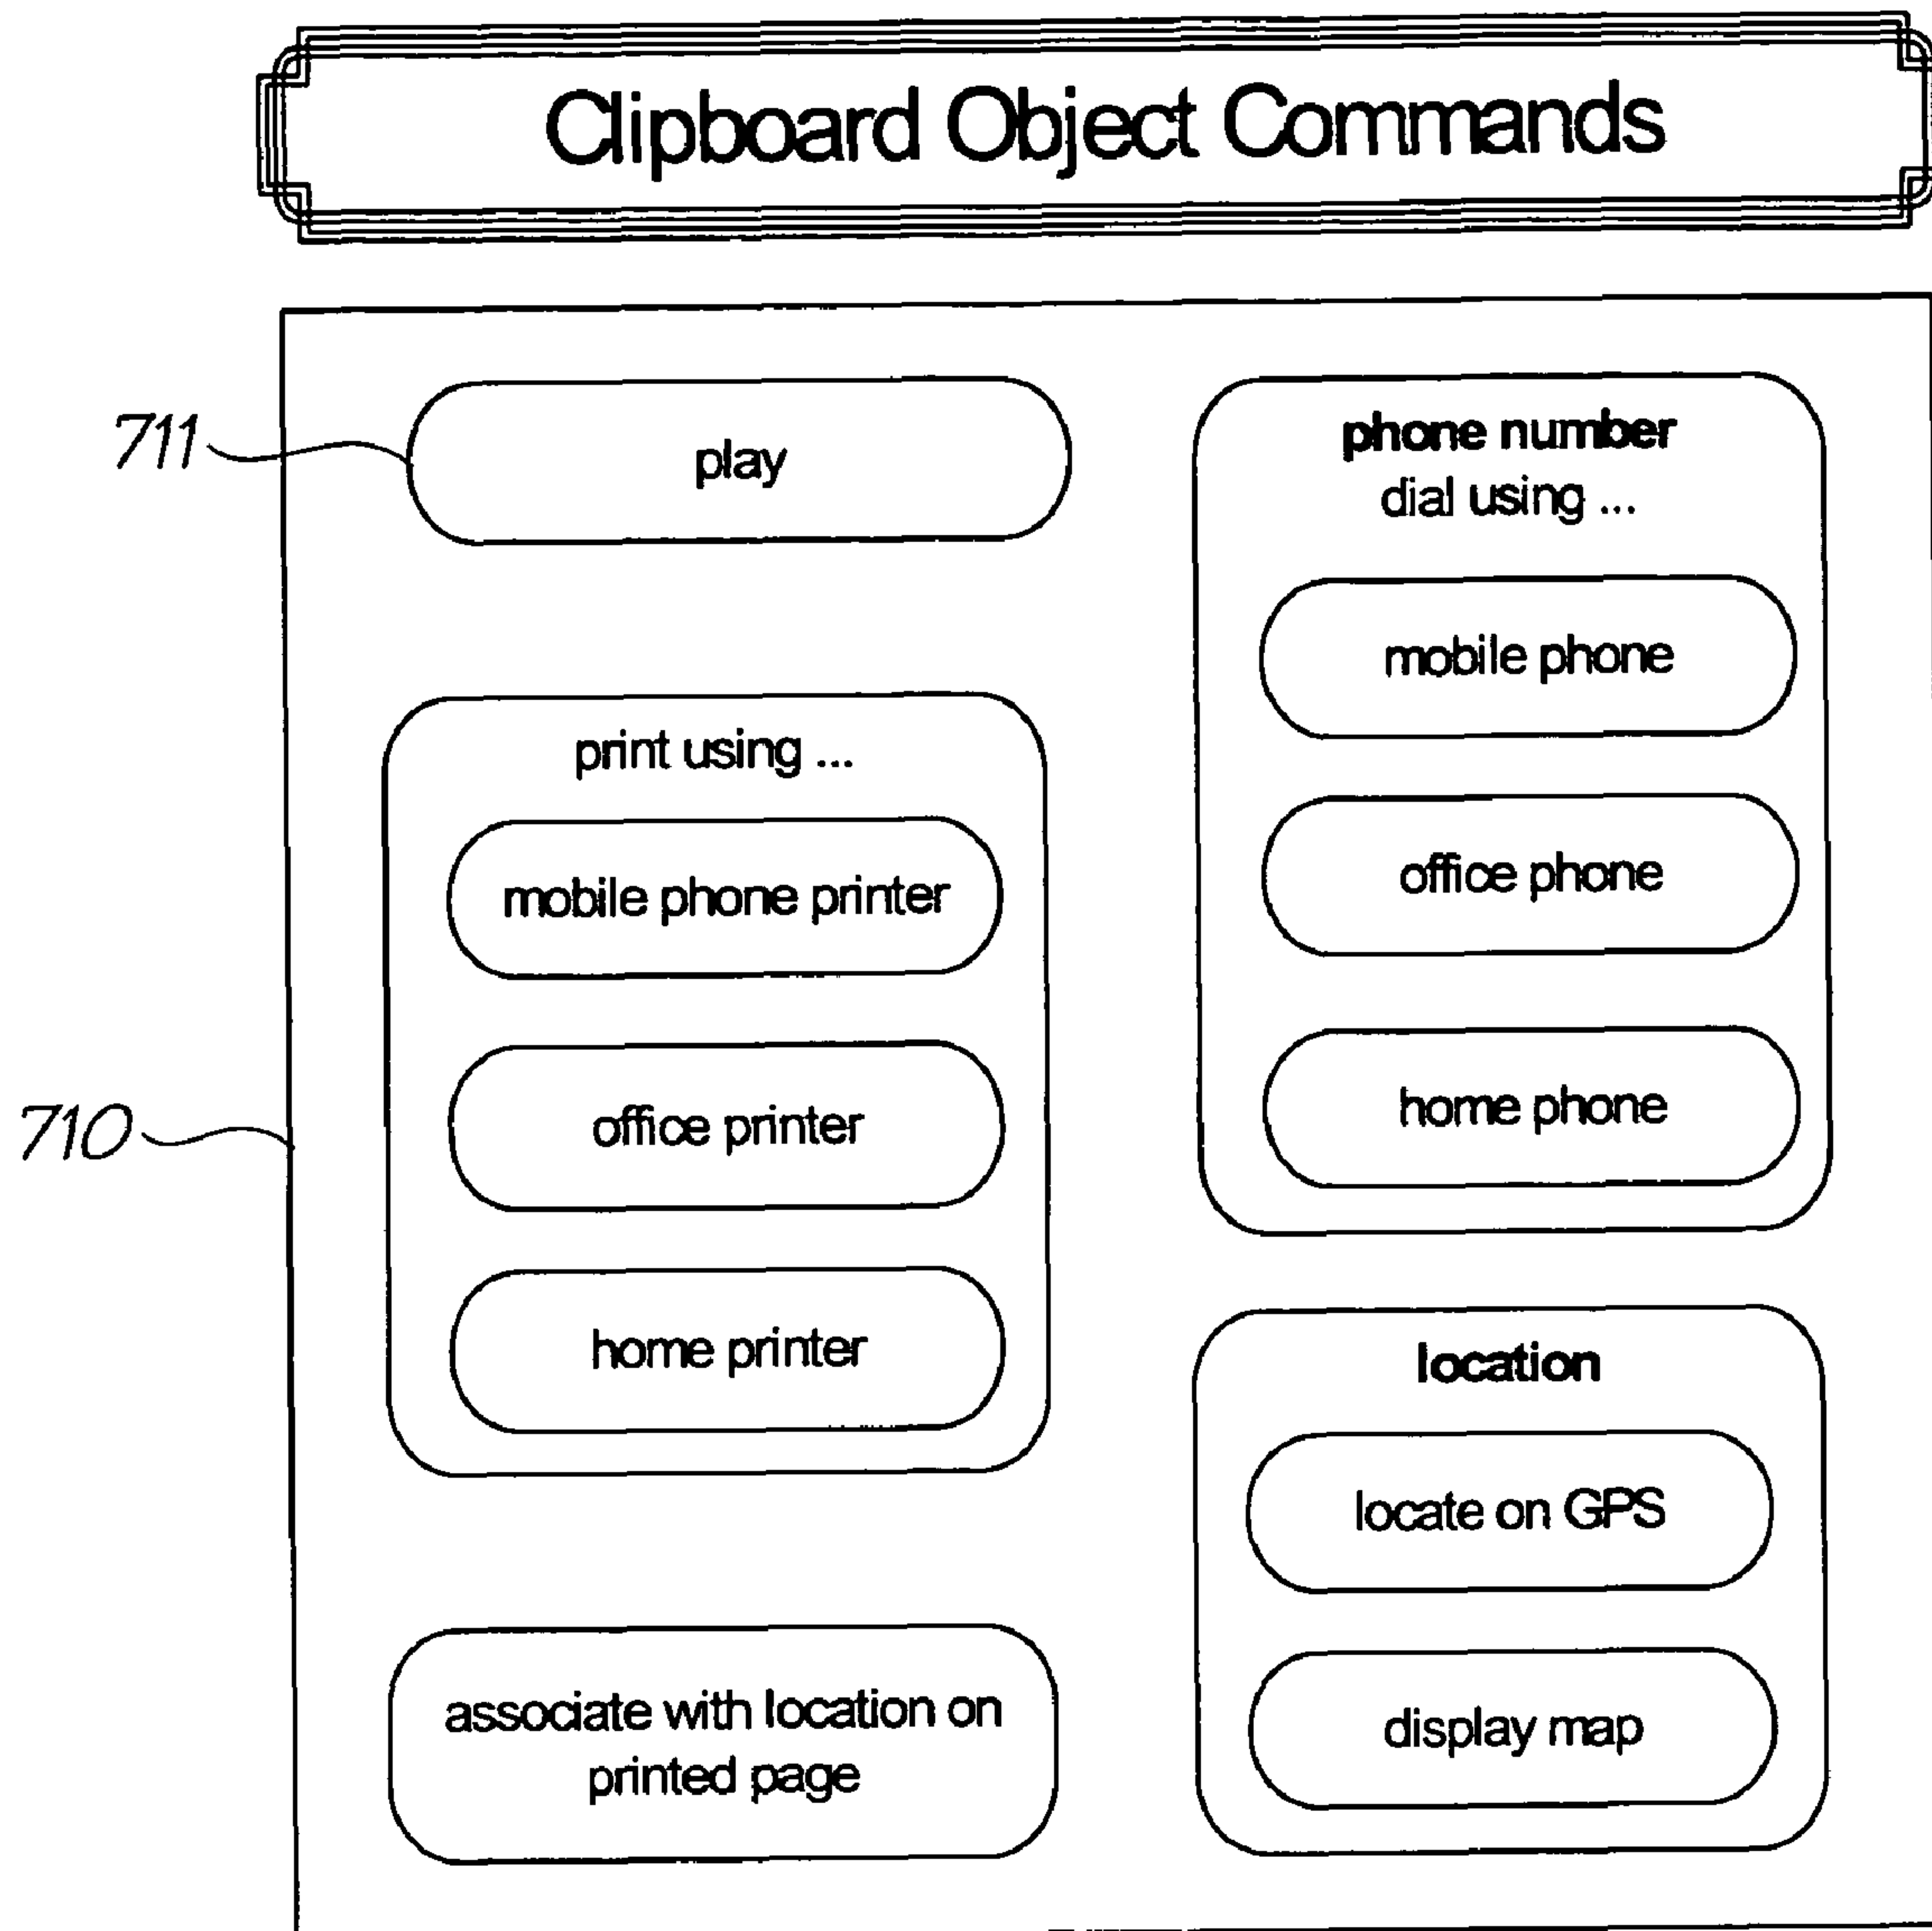 Clipboard Object Commands
711
play
print using ...
mobile phone printer
office printer
home printer
710
associate with location on
printed page
phone number
dial using ...
mobile phone
office phone
home phone
location
locate on GPS
display map